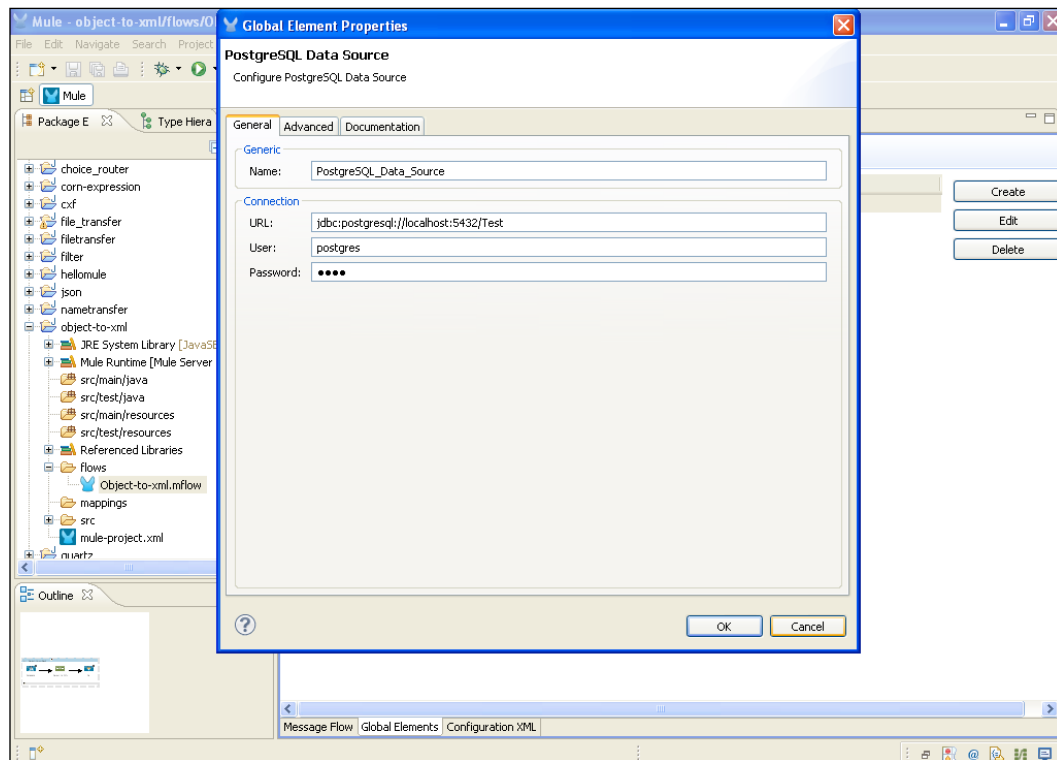 Mule - object-to-xml/flows/O
File Edit Navigate Search Project
Mule
Package E
Type Hiera
choice_router
corn-expression
cxf
file_transfer
filetransfer
filter
hellomule
json
nametransfer
object-to-xml
JRE System Library [JavaSE
Mule Runtime [Mule Server
src/main/java
src/test/java
src/main/resources
src/test/resources
Referenced Libraries
flows
Object-to-xml.mflow
mappings
src
mule-project.xml
quartz
Outline
Global Element Properties
PostgreSQL Data Source
Configure PostgreSQL Data Source
General Advanced Documentation
Generic
Name: PostgreSQL_Data_Source
Connection
URL: jdbc:postgresql://localhost:5432/Test
User: postgres
Password: ●●●●
OK Cancel
Create
Edit
Delete
Message Flow Global Elements Configuration XML